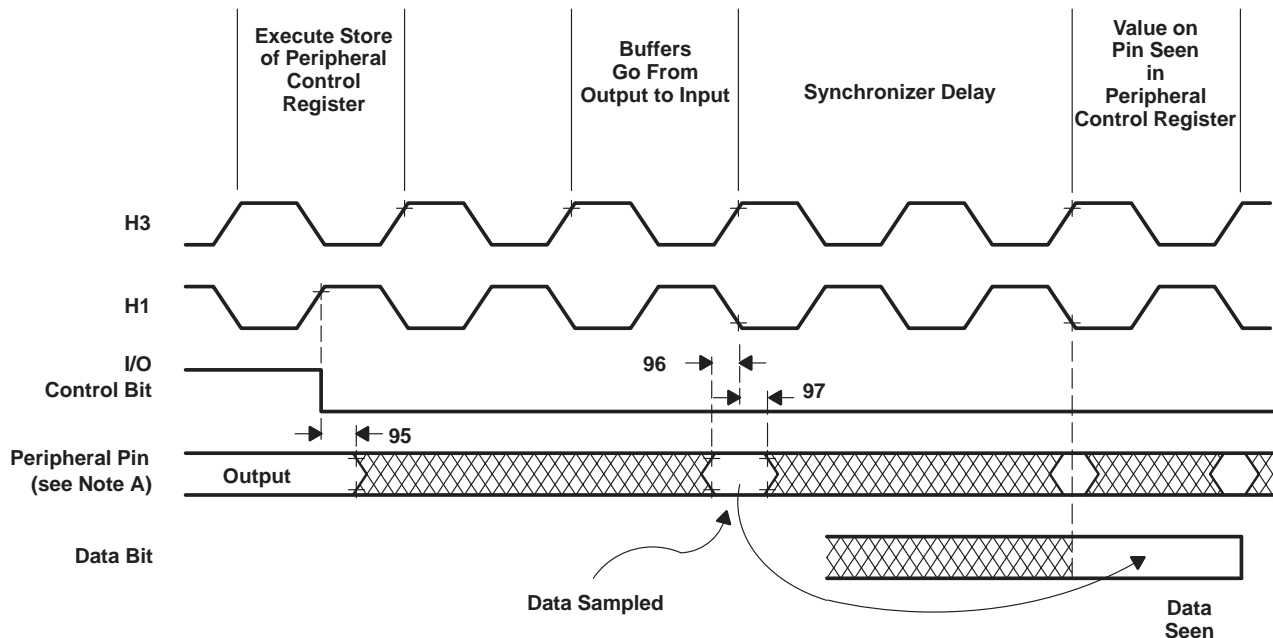 Execute Store
of Peripheral
Control
Register
Buffers
Go From
Output to Input
Synchronizer Delay
Value on
Pin Seen
in
Peripheral
Control Register
H3
H1
I/O
Control Bit
96
97
95
Peripheral Pin
(see Note A)
Output
Data Bit
Data Sampled
Data
Seen